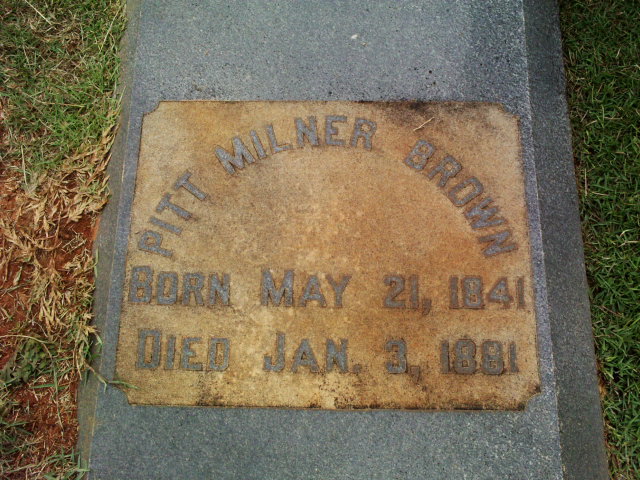 PITT MILNER BROWN
BORN MAY 21, 1841
DIED JAN. 3, 1881